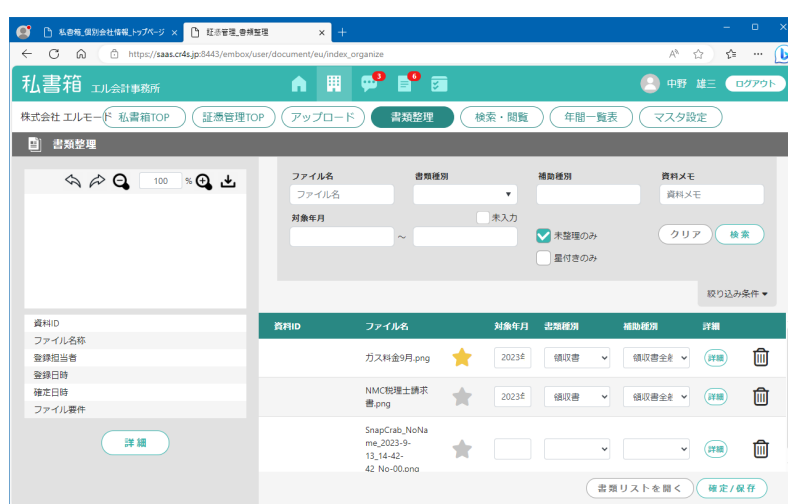 私書箱_個別会社情報_トップページ
証憑管理_書類整理
https://saas.cr4s.jp:8443/embox/user/document/eu/index_organize
私書箱 エル会計事務所
3
6
中野 雄三
ログアウト
株式会社 エルモード
私書箱TOP
証憑管理TOP
アップロード
書類整理
検索・閲覧
年間一覧表
マスタ設定
書類整理
100 %
ファイル名
書類種別
補助種別
資料メモ
ファイル名
資料メモ
対象年月
未入力
~
未整理のみ
星付きのみ
クリア
検索
絞り込み条件
資料ID
ファイル名称
登録担当者
登録日時
確定日時
ファイル要件
詳細
資料ID ファイル名 対象年月 書類種別 補助種別 詳細
ガス料金9月.png
2023
領収書
領収書全
詳細
NMC税理士請求
書.png
2023
領収書
領収書全
詳細
SnapCrab_NoNa
me_2023-9-
13_14-42-
42_No-00.png
詳細
書類リストを開く
確定/保存